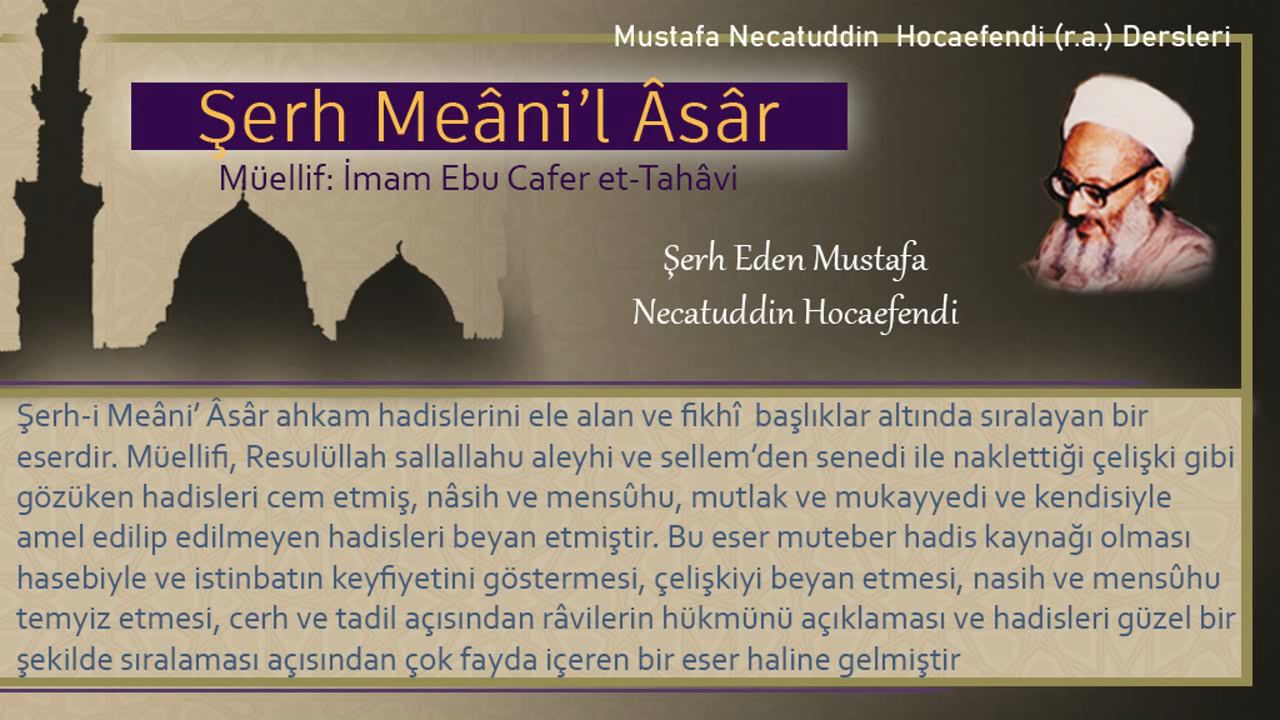 Mustafa Necatuddin Hocaefendi (r.a.) Dersleri
Şerh Meâni’l Âsâr
Müellif: İmam Ebu Cafer et-Tahâvi
Şerh Eden Mustafa
Necatuddin Hocaefendi
Şerh-i Meâni’ Âsâr ahkam hadislerini ele alan ve fikhî başlıklar altında sıralayan bir
eserdir. Müellifi, Resulüllah sallallahu aleyhi ve sellem’den senedi ile naklettiği çelişki gibi
gözüken hadisleri cem etmiş, nâsih ve mensûhu, mutlak ve mukayyedi ve kendisiyle
amel edilip edilmeyen hadisleri beyan etmiştir. Bu eser muteber hadis kaynağı olması
hasebiyle ve istinbatın keyfiyetini göstermesi, çelişkiyi beyan etmesi, nasih ve mensûhu
temyiz etmesi, cerh ve tadil açısından râvilerin hükmünü açıklaması ve hadisleri güzel bir
şekilde sıralaması açısından çok fayda içeren bir eser haline gelmiştir